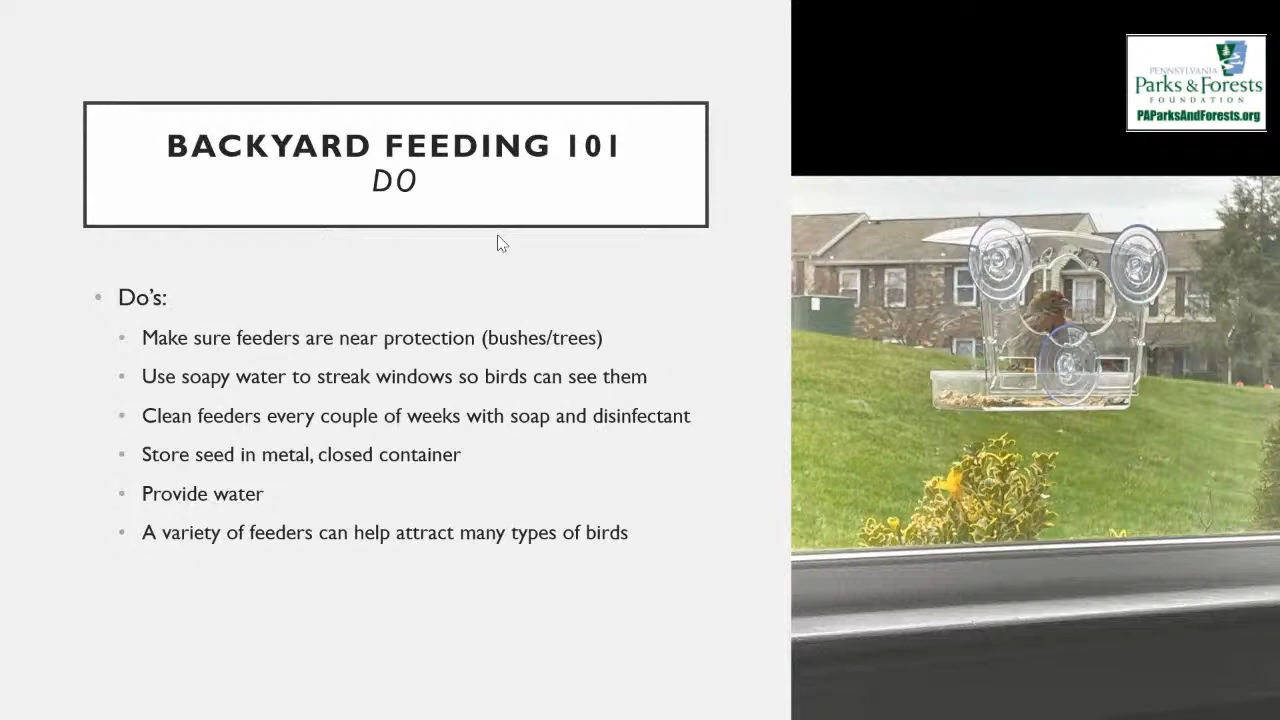 BACKYARD FEEDING 101
DO
Do's:
Make sure feeders are near protection (bushes/trees)
Use soapy water to streak windows so birds can see them
Clean feeders every couple of weeks with soap and disinfectant
Store seed in metal, closed container
Provide water
A variety of feeders can help attract many types of birds
PENNSYLVANIA
Parks & Forests
FOUNDATION
PAParksAndForests.org